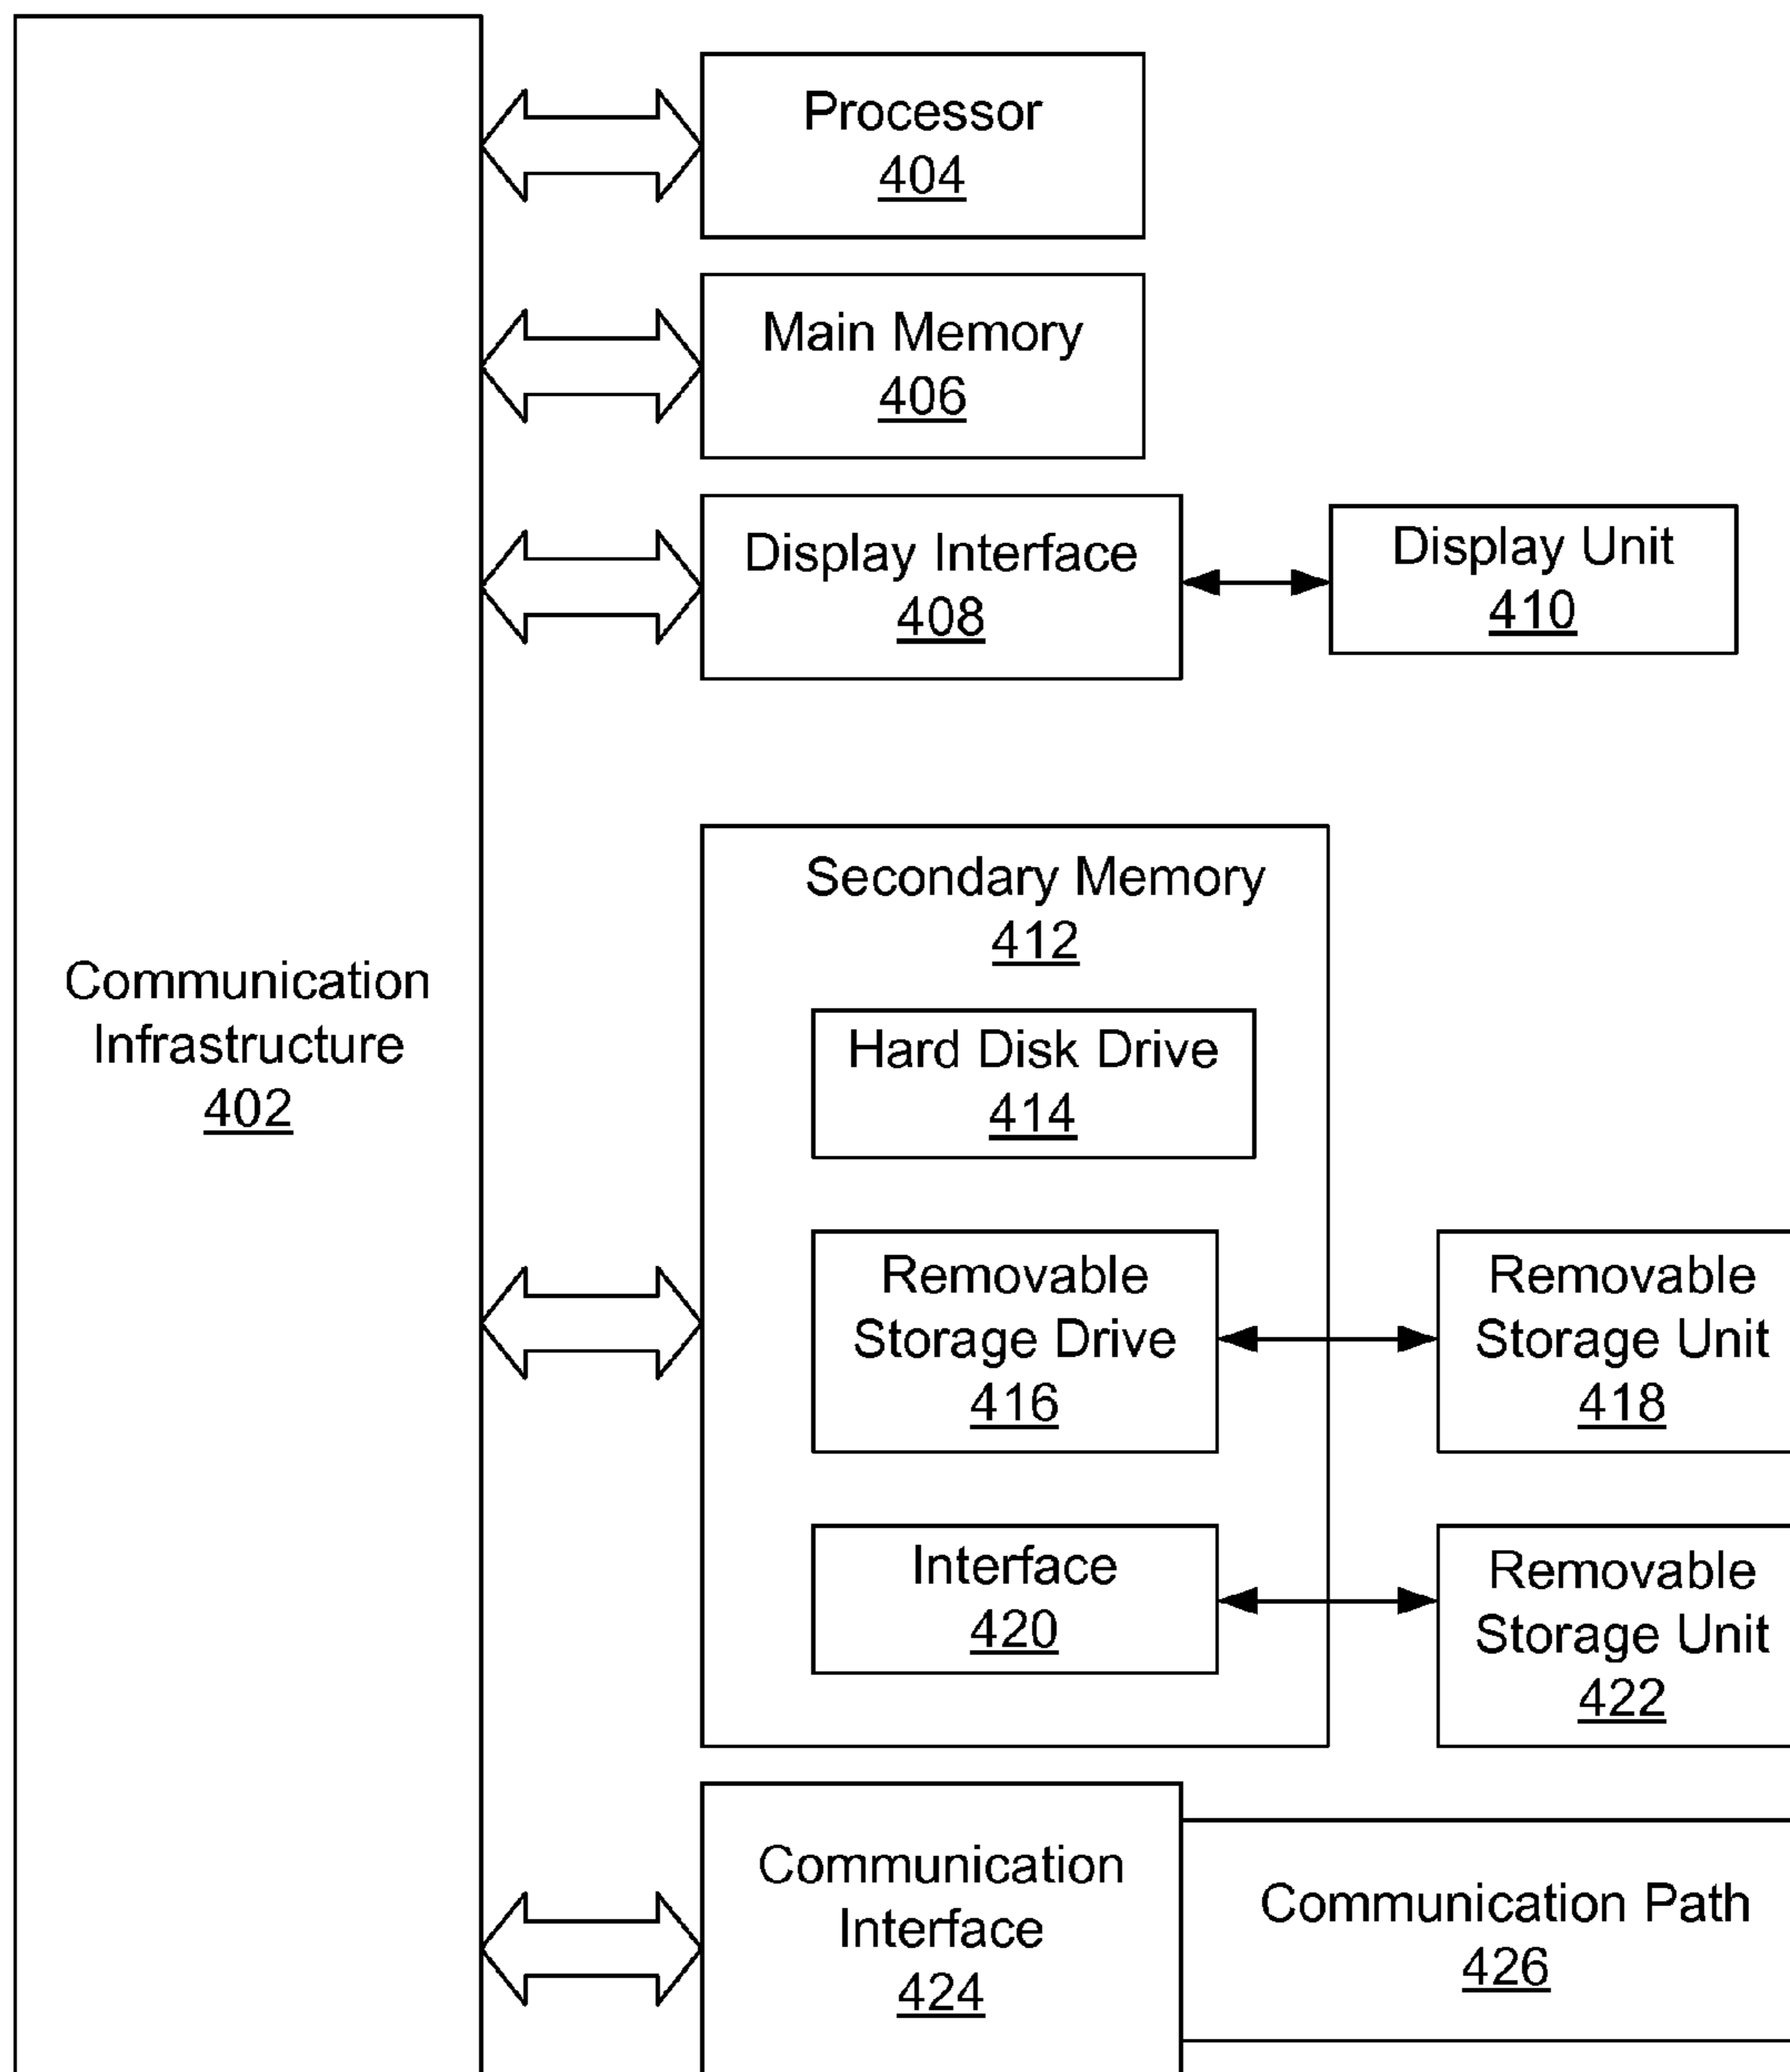 Processor
404
Main Memory
406
Display Interface
408
Display Unit
410
Secondary Memory
412
Communication
Infrastructure
402
Hard Disk Drive
414
Removable
Storage Drive
416
Removable
Storage Unit
418
Interface
420
Removable
Storage Unit
422
Communication
Interface
424
Communication Path
426